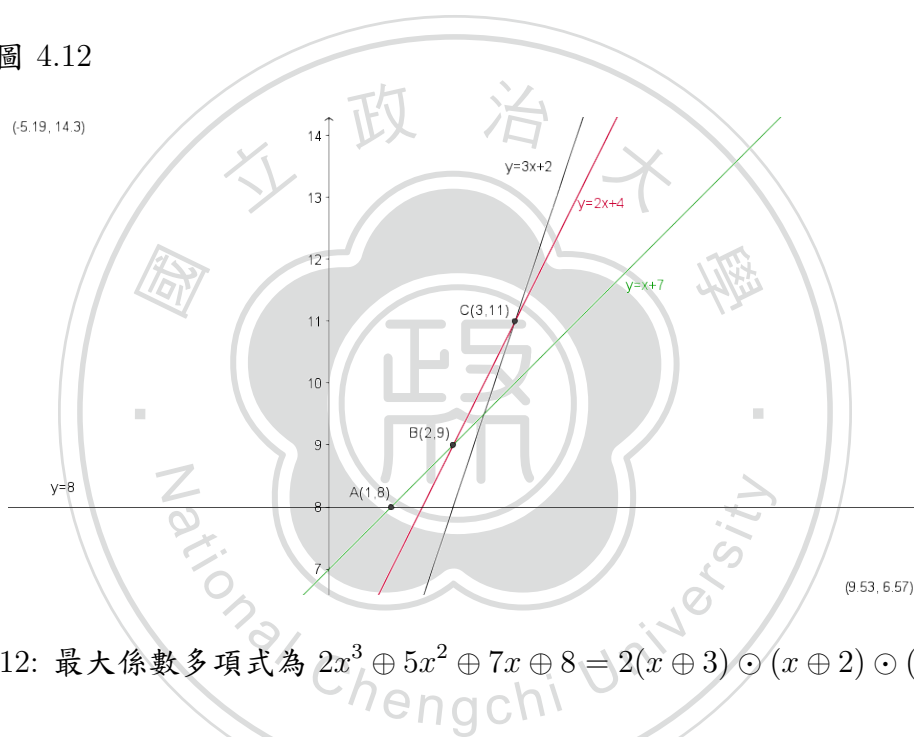 圖 4.12
(-5.19, 14.3)
14
y=3x+2
13
y=2x+4
12
y=x+7
C(3,11)
11
10
B(2,9)
9
y=8
A(1,8)
8
7
(9.53, 6.57)
12: 最大係數多項式為 2x³ ⊕ 5x² ⊕ 7x ⊕ 8 = 2(x ⊕ 3) ⊙ (x ⊕ 2) ⊙ (
國立政治大學
National Chengchi University